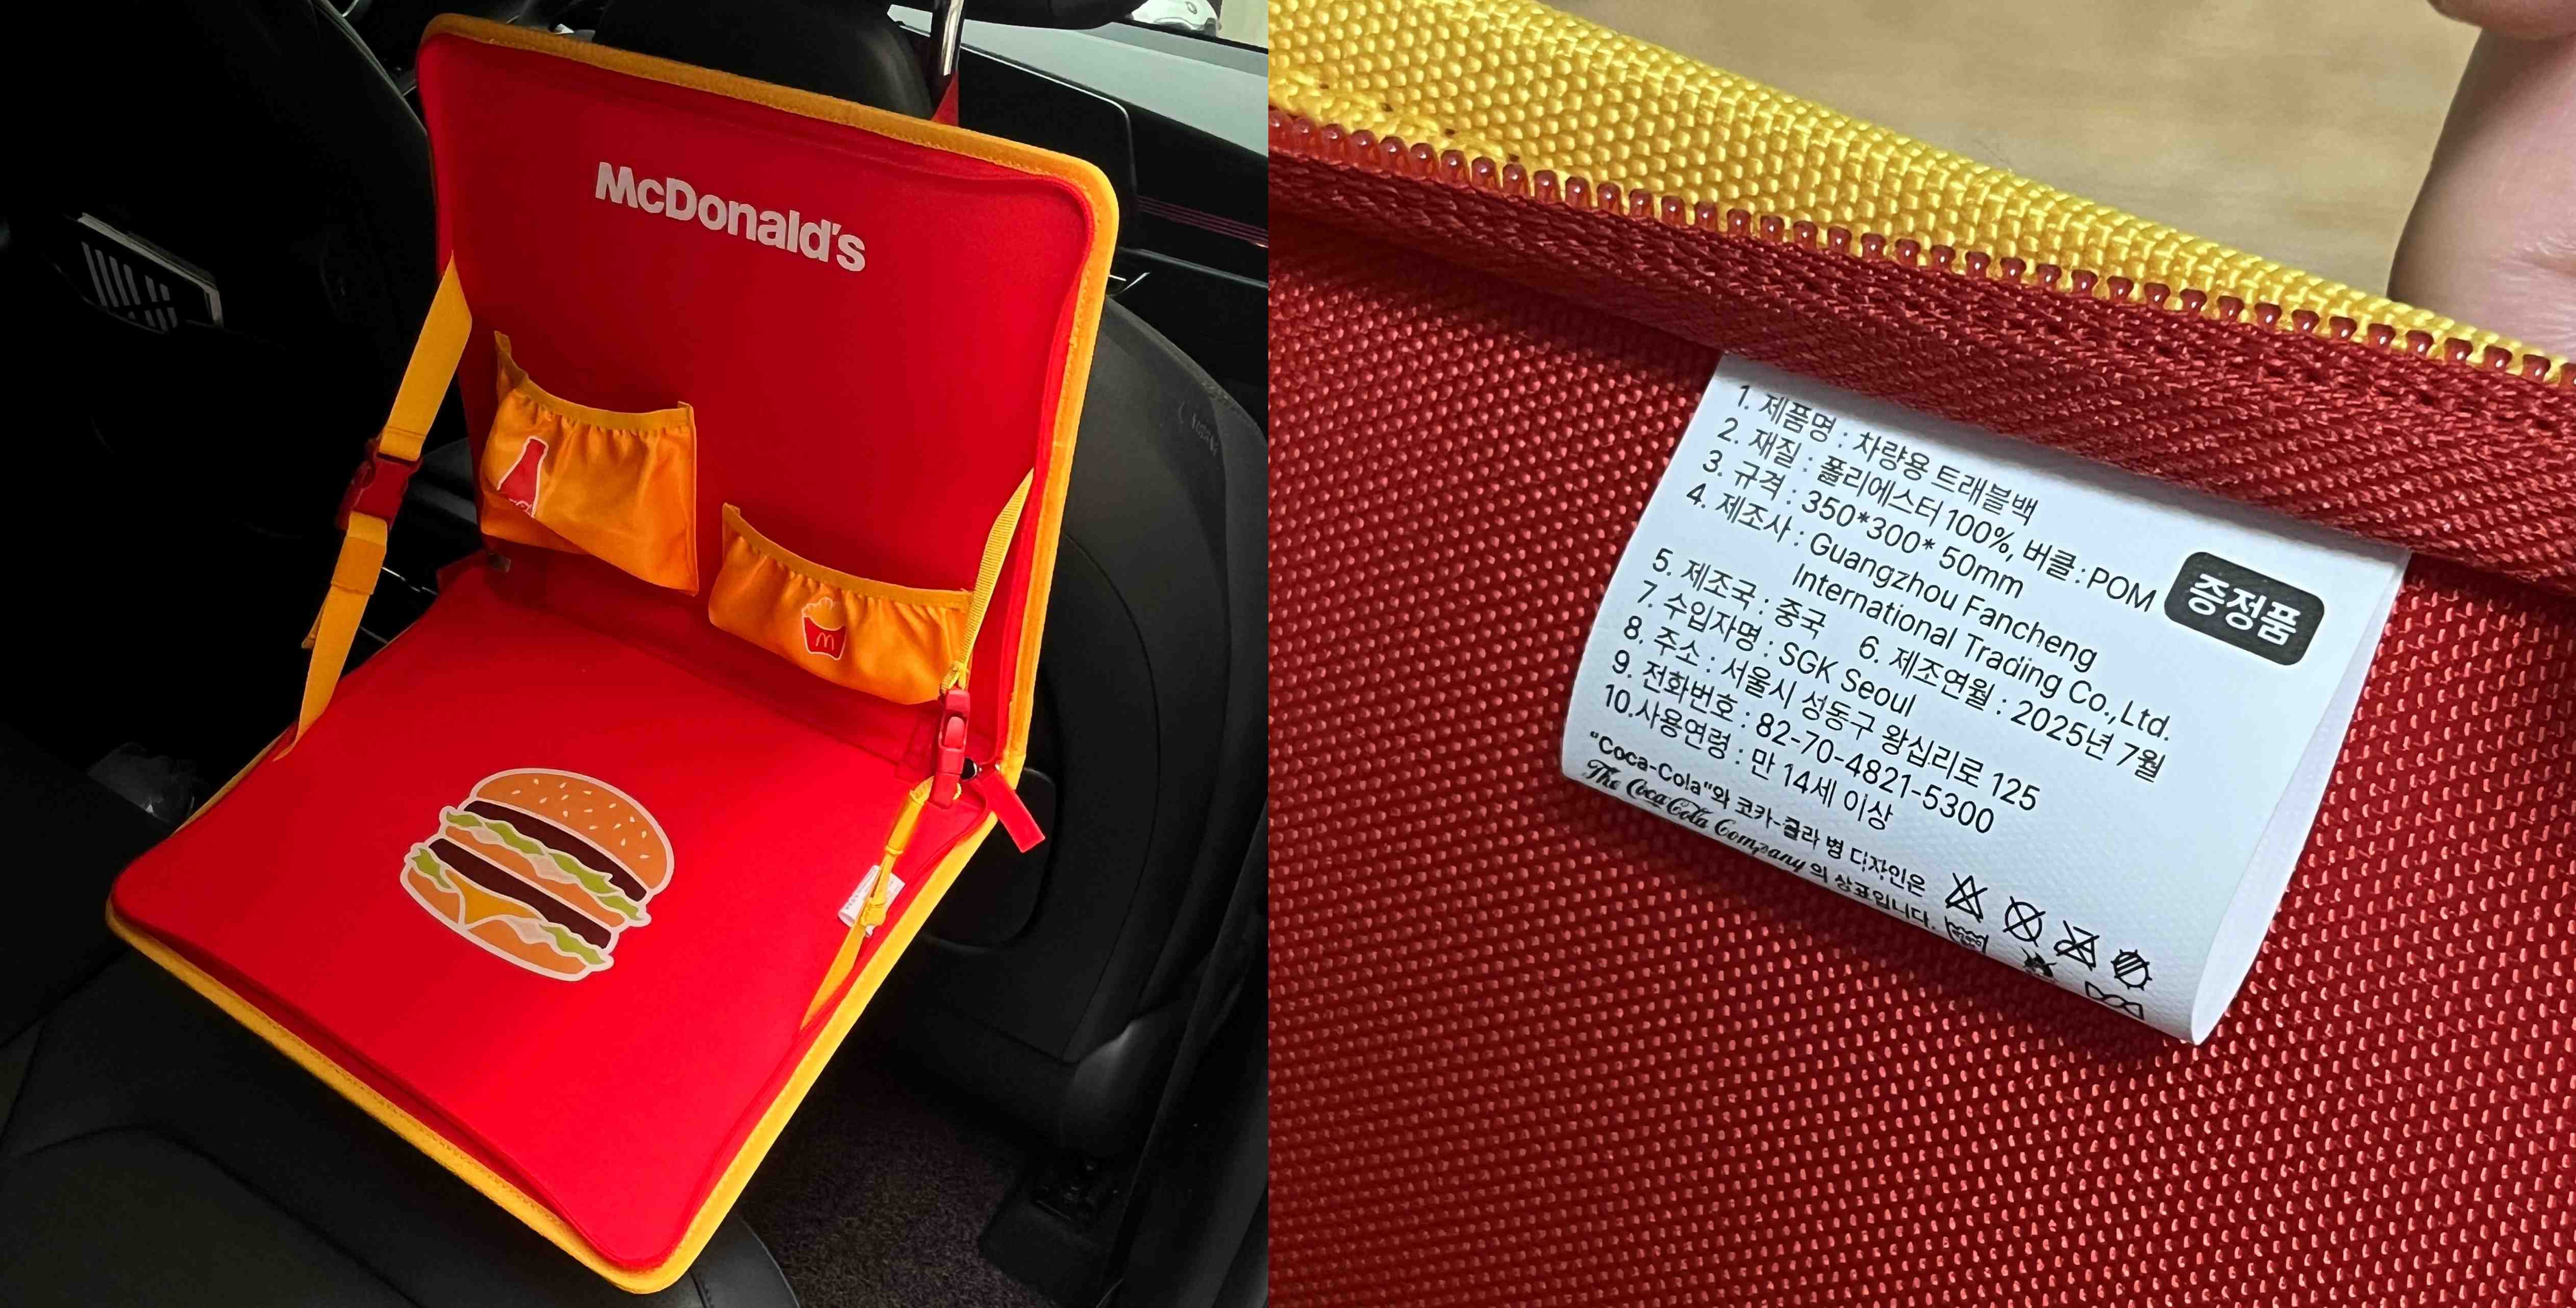 McDonald's
1. 제품명 : 차량용 트래블백
2. 재질 : 폴리에스터 100%, 버클 : POM
3. 규격 : 350*300* 50mm
4. 제조사 : Guangzhou Fancheng
International Trading Co.,Ltd.
증정품
5. 제조국 : 중국 6. 제조연월 : 2025년 7월
7. 수입자명 : SGK Seoul
8. 주소 : 서울시 성동구 왕십리로 125
9. 전화번호 : 82-70-4821-5300
10.사용연령 : 만 14세 이상
"Coca-Cola"와 코카-콜라 병 디자인은
The Coca-Cola Company 의 상표입니다.